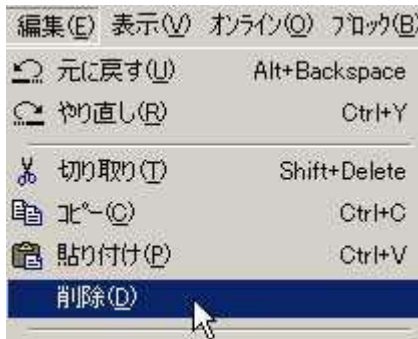 編集(E) 表示(V) オンライン(O) ブロック(B)
元に戻す(U) Alt+Backspace
やり直し(R) Ctrl+Y
切り取り(T) Shift+Delete
コピー(C) Ctrl+C
貼り付け(P) Ctrl+V
削除(D)